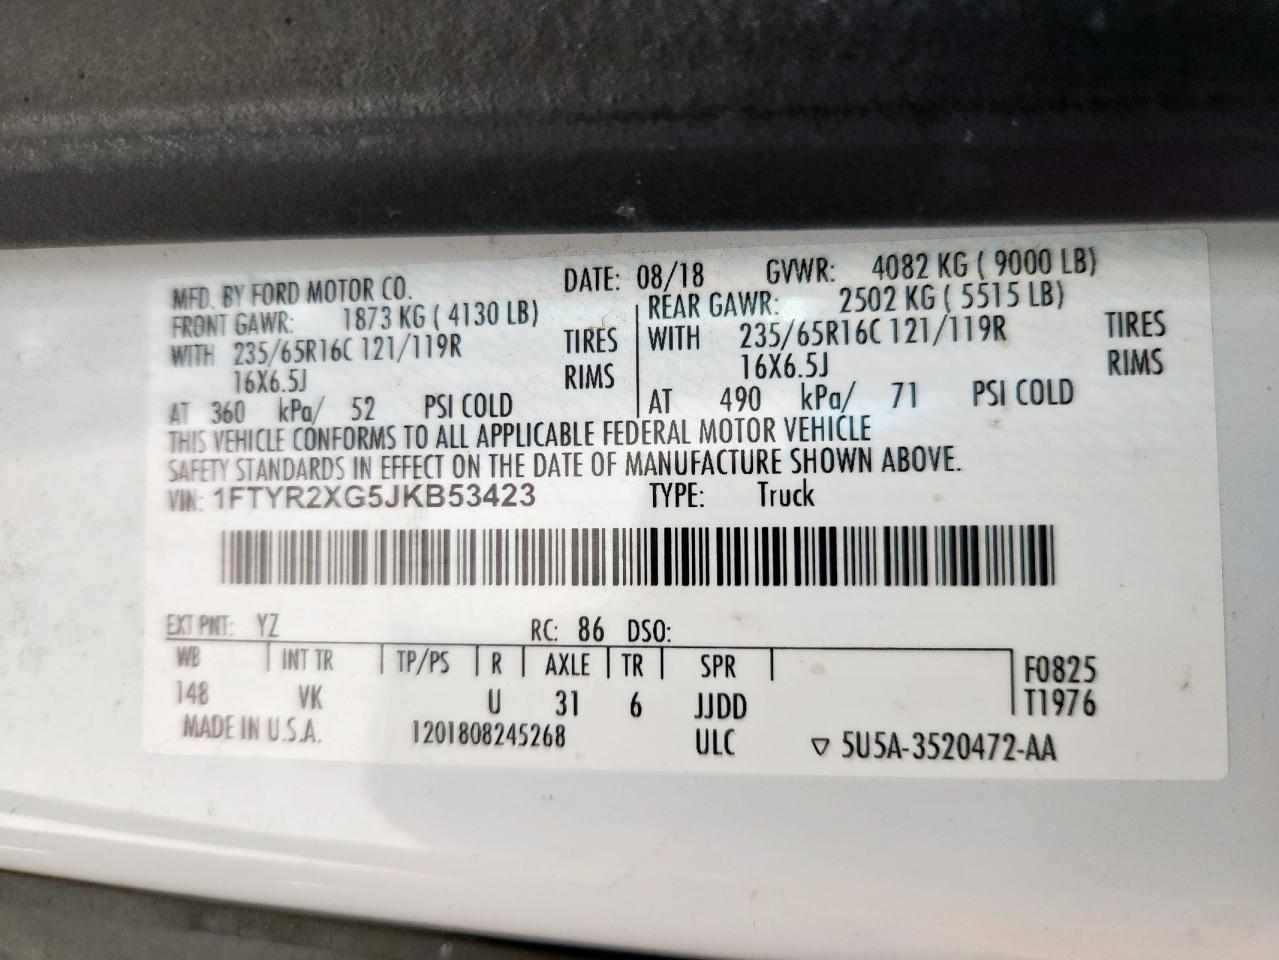 MFD. BY FORD MOTOR CO. DATE: 08/18 GVWR: 4082 KG ( 9000 LB)
FRONT GAWR: 1873 KG ( 4130 LB) REAR GAWR: 2502 KG ( 5515 LB)
WITH 235/65R16C 121/119R TIRES WITH 235/65R16C 121/119R TIRES
16X6.5J RIMS 16X6.5J RIMS
AT 360 kPa/ 52 PSI COLD AT 490 kPa/ 71 PSI COLD
THIS VEHICLE CONFORMS TO ALL APPLICABLE FEDERAL MOTOR VEHICLE
SAFETY STANDARDS IN EFFECT ON THE DATE OF MANUFACTURE SHOWN ABOVE.
VIN: 1FTYR2XG5JKB53423 TYPE: Truck
EXT PNT: YZ RC: 86 DSO:
WB INT TR TP/PS R AXLE TR SPR F0825
148 VK U 31 6 JJDD T1976
MADE IN U.S.A. 1201808245268 ULC ▽ 5U5A-3520472-AA